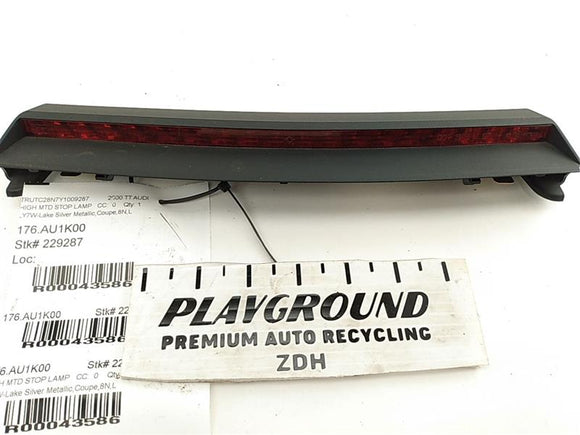 TRUTC28N7Y1009287 2000 TT AUDI
HIGH MTD STOP LAMP CC 0 Qty 1
LY7W-Lake Silver Metallic,Coupe,8N,L
176.AU1K00
Stk# 229287
Loc:
R00043586
176.AU1K00 Stk# 22
R00043586
76.AU1K00 Stk# 22
H MTD STOP LAMP CC 0 Qty
W-Lake Silver Metallic,Coupe,8N,L
R00043586
PLAYGROUND
PREMIUM AUTO RECYCLING
ZDH